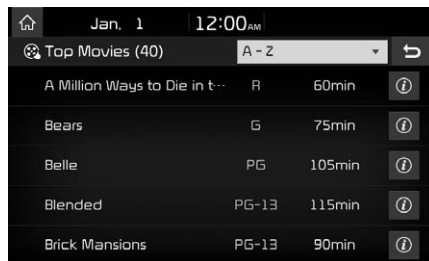 Jan. 1 12:00AM
Top Movies (40) A - Z
A Million Ways to Die in t··· R 60min
Bears G 75min
Belle PG 105min
Blended PG-13 115min
Brick Mansions PG-13 90min